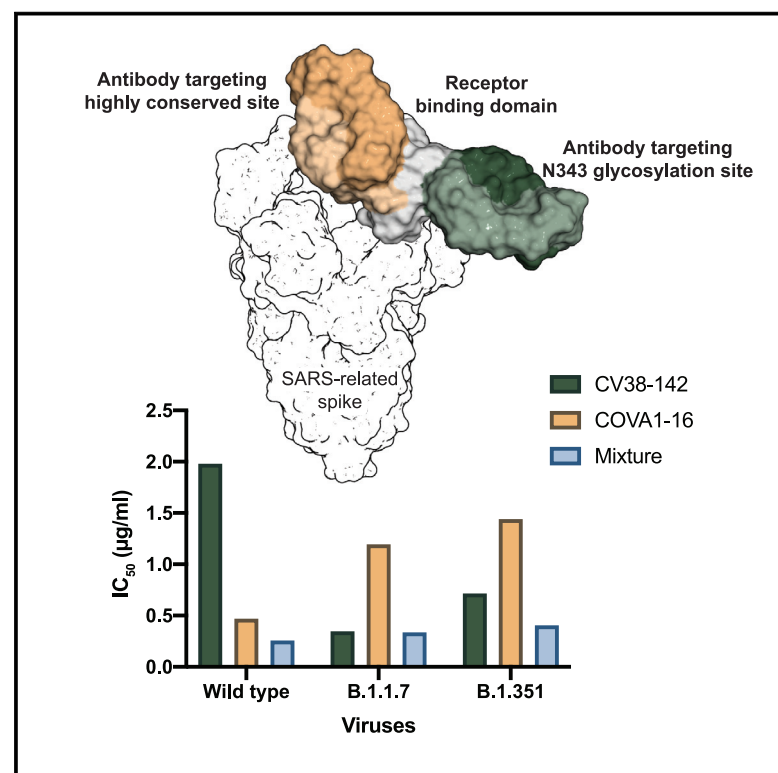 Antibody targeting
highly conserved site
Receptor
binding domain
Antibody targeting
N343 glycosylation site
SARS-related
spike
CV38-142
COVA1-16
Mixture
2.5
2.0
1.5
1.0
0.5
0.0
IC50 (μg/ml)
Wild type B.1.1.7 B.1.351
Viruses